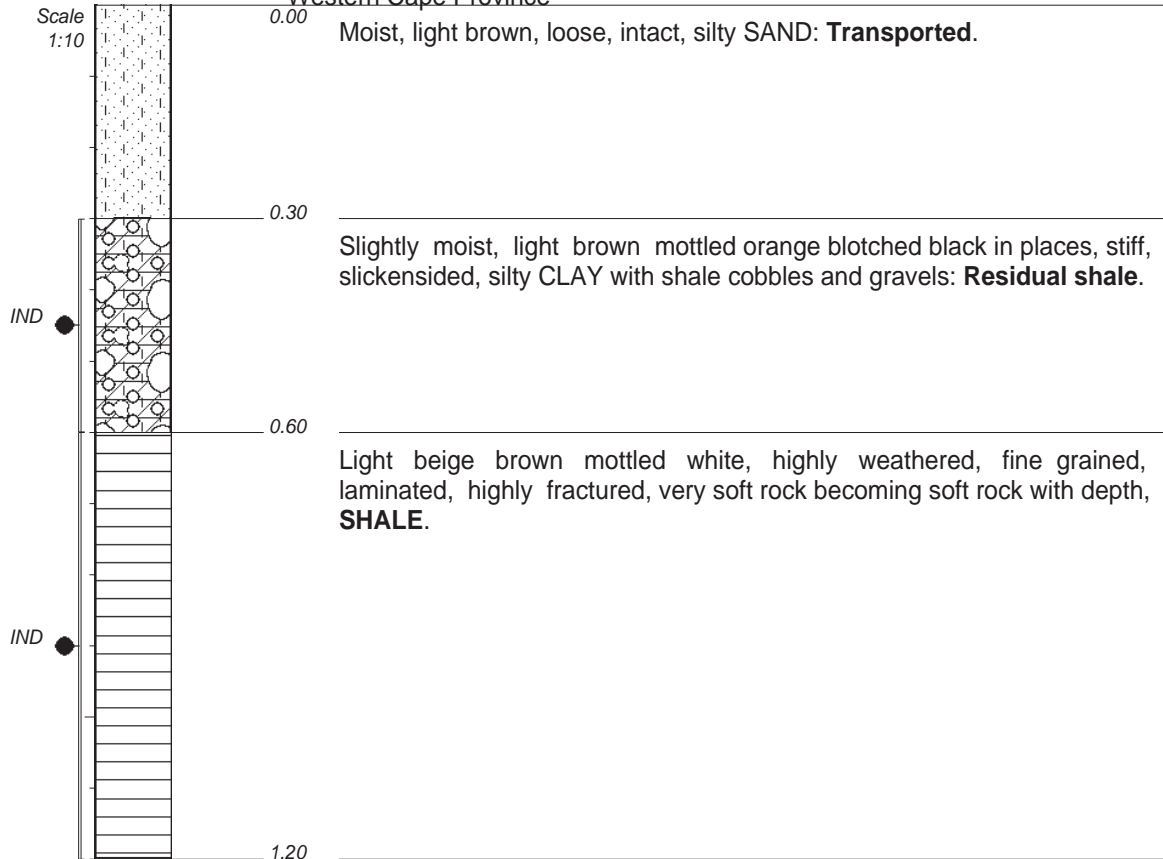 Western Cape Province
Scale
1:10
0.00
Moist, light brown, loose, intact, silty SAND: Transported.
0.30
Slightly moist, light brown mottled orange blotched black in places, stiff,
slickensided, silty CLAY with shale cobbles and gravels: Residual shale.
IND
0.60
Light beige brown mottled white, highly weathered, fine grained,
laminated, highly fractured, very soft rock becoming soft rock with depth,
SHALE.
IND
1.20